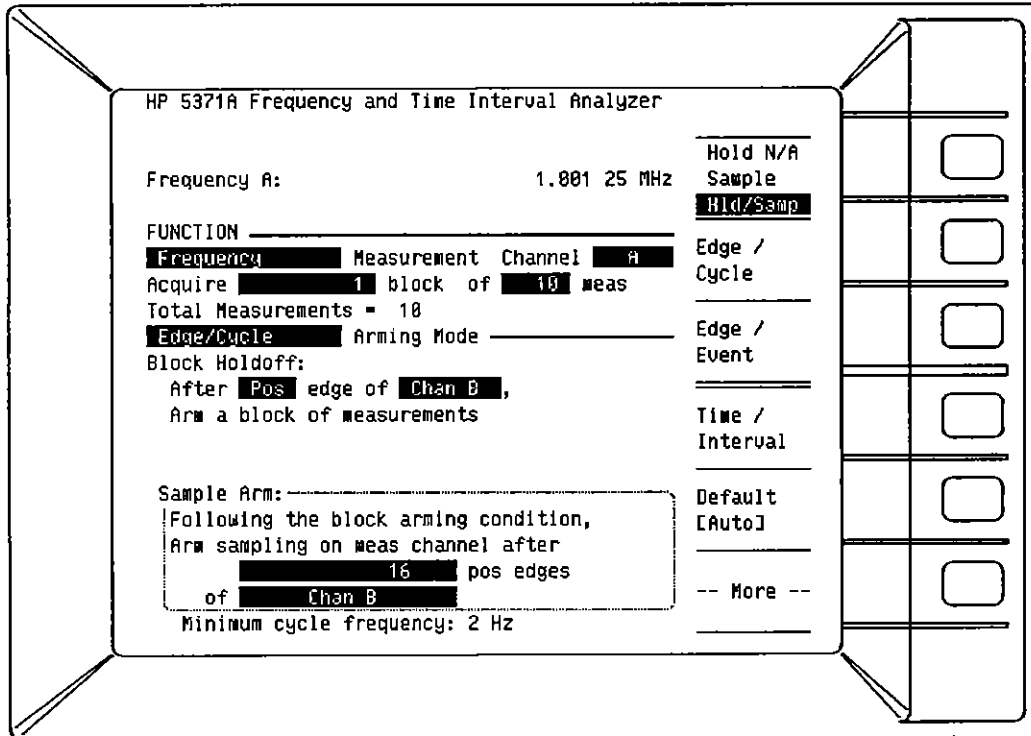 HP 5371A Frequency and Time Interval Analyzer
Frequency A: 1.801 25 MHz
FUNCTION
Frequency Measurement Channel A
Acquire 1 block of 10 meas
Total Measurements = 10
Edge/Cycle Arming Mode
Block Holdoff:
After Pos edge of Chan B ,
Arm a block of measurements
Sample Arm:
Following the block arming condition,
Arm sampling on meas channel after
16 pos edges
of Chan B
Minimum cycle frequency: 2 Hz
Hold N/A
Sample
Hld/Samp
Edge /
Cycle
Edge /
Event
Time /
Interval
Default
[Auto]
-- More --